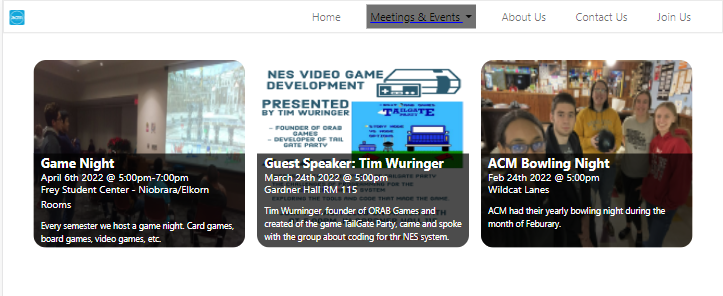 acm
Home
Meetings & Events
About Us
Contact Us
Join Us
Game Night
April 6th 2022 @ 5:00pm-7:00pm
Frey Student Center - Niobrara/Elkorn
Rooms
Every semester we host a game night. Card games,
board games, video games, etc.
NES VIDEO GAME
DEVELOPMENT
PRESENTED
BY TIM WURINGER
- FOUNDER OF ORAB
GAMES
- DEVELOPER OF TAIL
GATE PARTY
TAILGATE
PARTY
Guest Speaker: Tim Wuringer
March 24th 2022 @ 5:00pm
Gardner Hall RM 115
Tim Wurninger, founder of ORAB Games and
created of the game TailGate Party, came and spoke
with the group about coding for thr NES system.
ACM Bowling Night
Feb 24th 2022 @ 5:00pm
Wildcat Lanes
ACM had their yearly bowling night during the
month of Feburary.